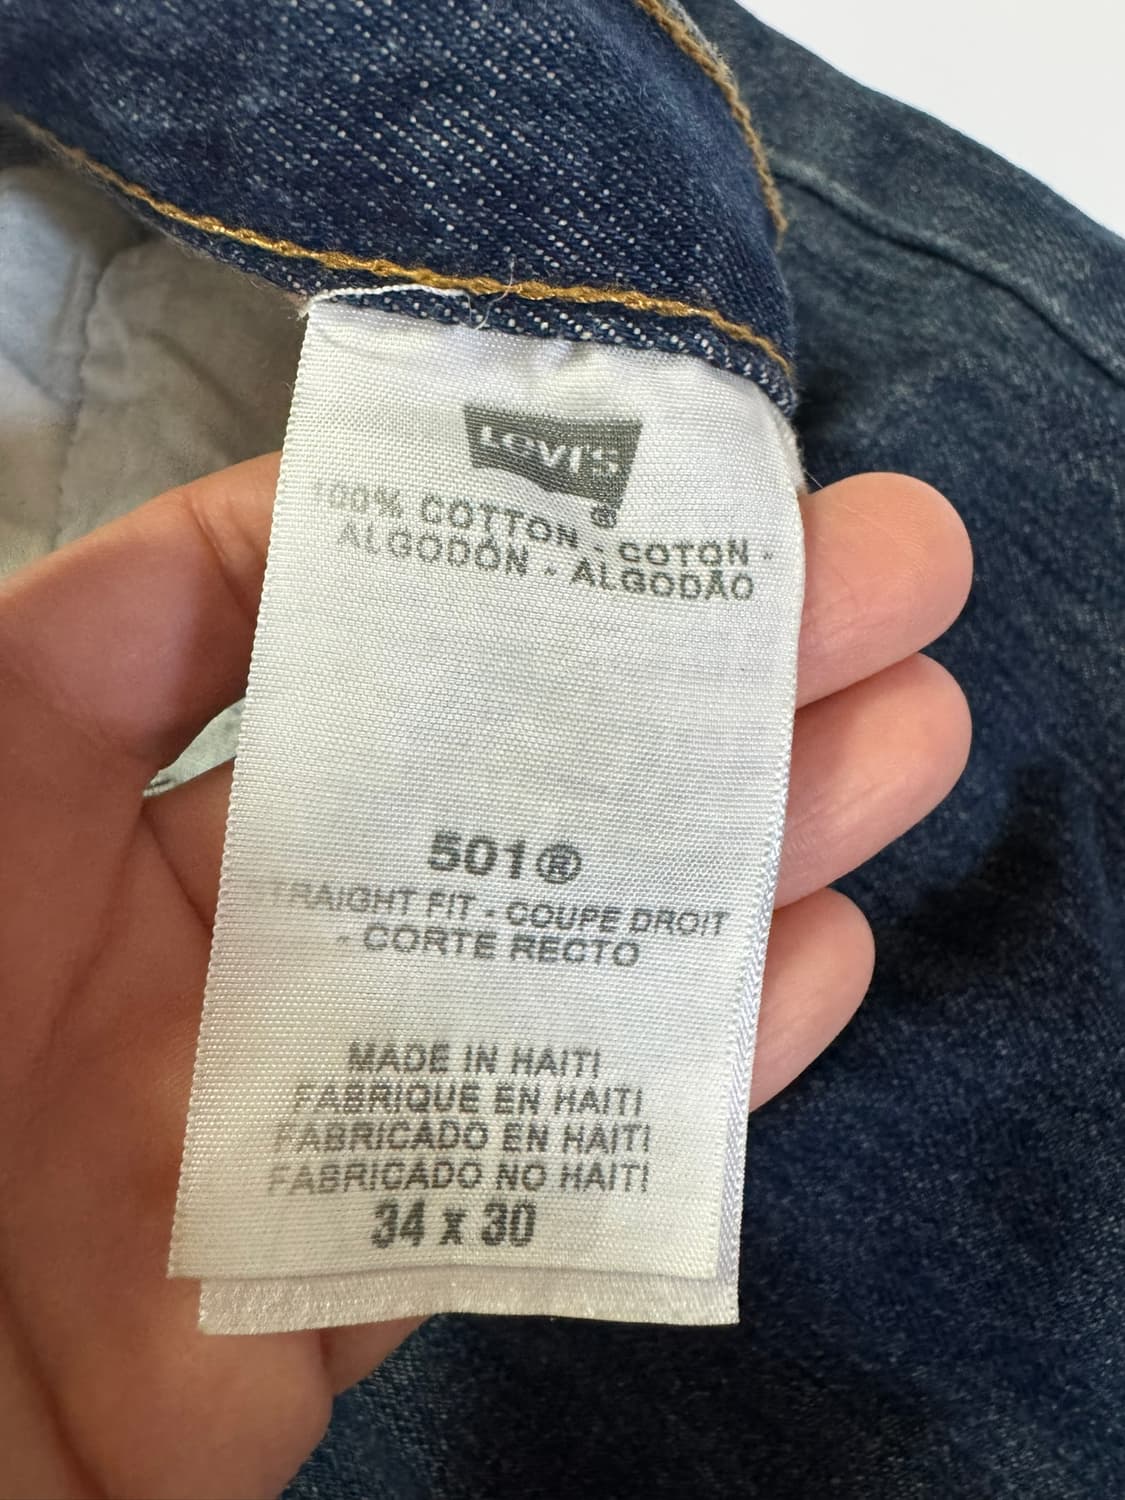 Levi's
®
100% COTTON - COTON -
ALGODÓN - ALGODÃO
501®
TRAIGHT FIT - COUPE DROIT
- CORTE RECTO
MADE IN HAITI
FABRIQUE EN HAITI
FABRICADO EN HAITI
FABRICADO NO HAITI
34 x 30